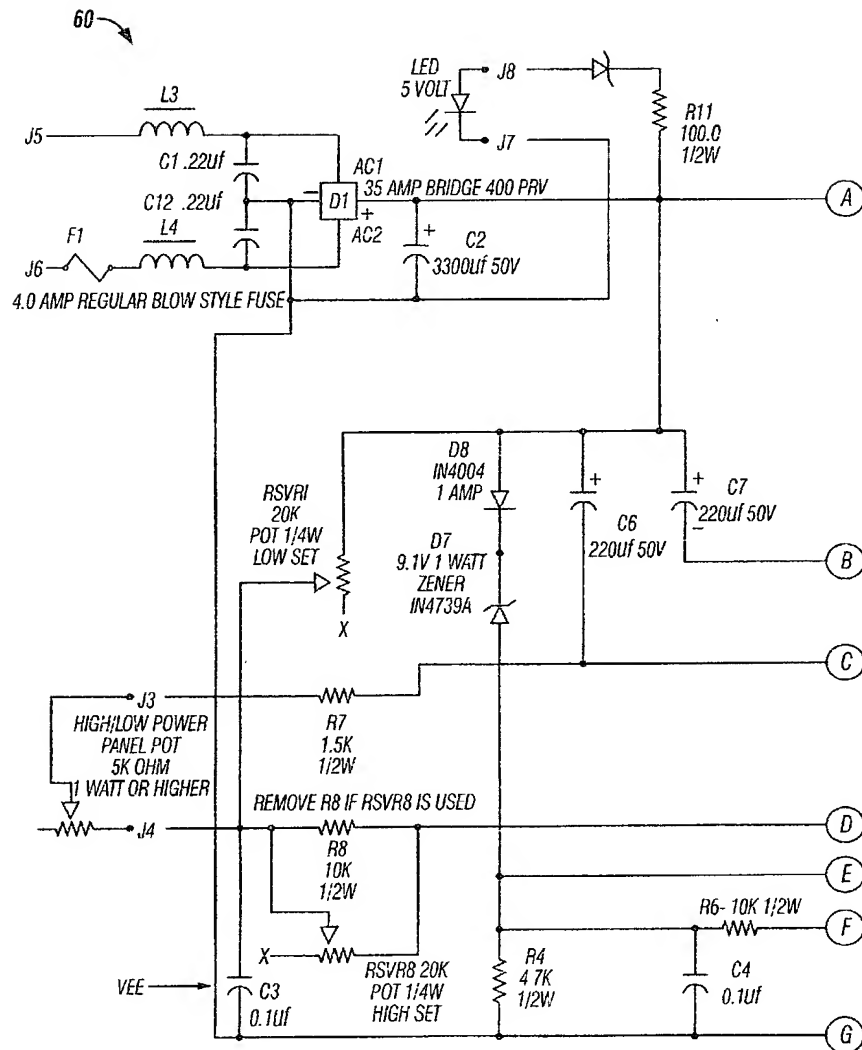 60
L3
J5
C1 .22Uf
C12 .22Uf
F1
L4
J6
4.0 AMP REGULAR BLOW STYLE FUSE
AC1
35 AMP BRIDGE 400 PRV
–
D1
+
AC2
+
C2
3300Uf 50V
LED
5 VOLT
J8
J7
R11
100.0
1/2W
A
RSVRI
20K
POT 1/4W
LOW SET
X
D8
IN4004
1 AMP
D7
9.1V 1 WATT
ZENER
IN4739A
+
C6
220Uf 50V
+
C7
220Uf 50V
–
B
C
J3
HIGH/LOW POWER
PANEL POT
5K OHM
1 WATT OR HIGHER
J4
R7
1.5K
1/2W
REMOVE R8 IF RSVR8 IS USED
R8
10K
1/2W
X
RSVR8 20K
POT 1/4W
HIGH SET
D
E
R6- 10K 1/2W
F
R4
4 7K
1/2W
C4
0.1Uf
VEE
C3
0.1Uf
G